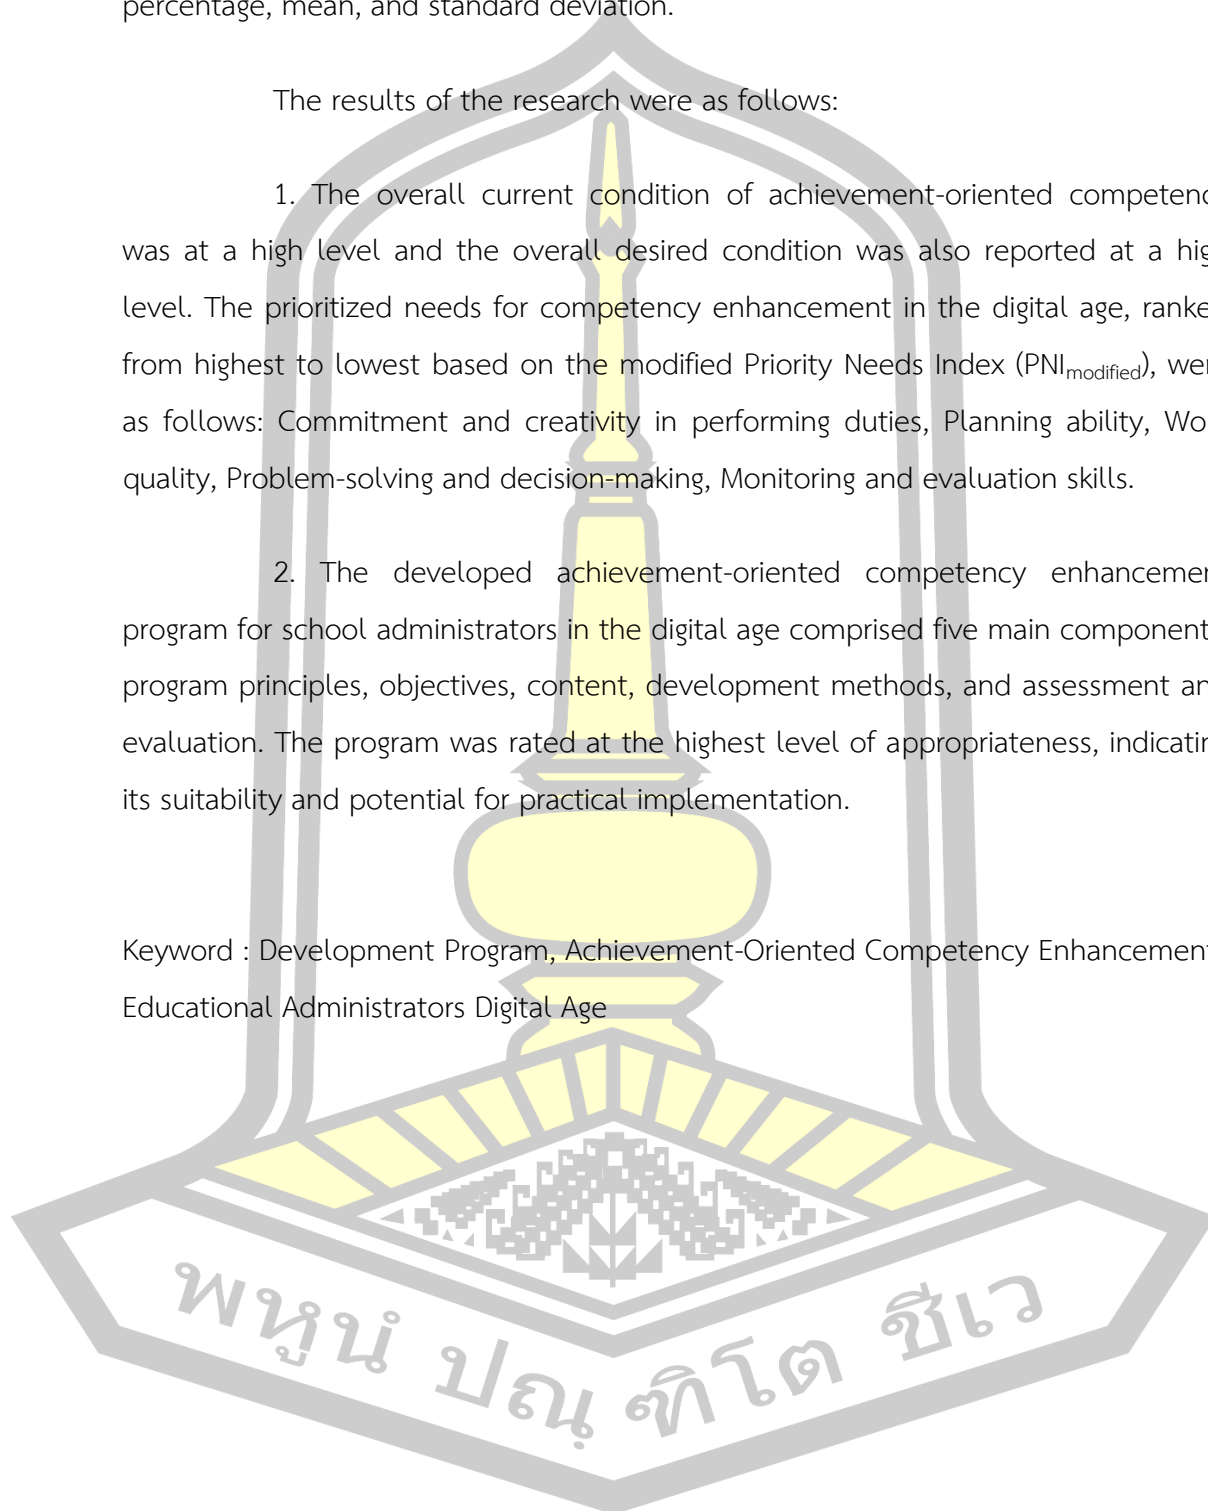 percentage, mean, and standard deviation.
The results of the research were as follows:
1. The overall current condition of achievement-oriented competenc
was at a high level and the overall desired condition was also reported at a hig
level. The prioritized needs for competency enhancement in the digital age, ranke
from highest to lowest based on the modified Priority Needs Index (PNImodified), wer
as follows: Commitment and creativity in performing duties, Planning ability, Wo
quality, Problem-solving and decision-making, Monitoring and evaluation skills.
2. The developed achievement-oriented competency enhancemen
program for school administrators in the digital age comprised five main component
program principles, objectives, content, development methods, and assessment an
evaluation. The program was rated at the highest level of appropriateness, indicatin
its suitability and potential for practical implementation.
Keyword : Development Program, Achievement-Oriented Competency Enhancement
Educational Administrators Digital Age
พหูนํ ปณฺฑิโต ชีเว